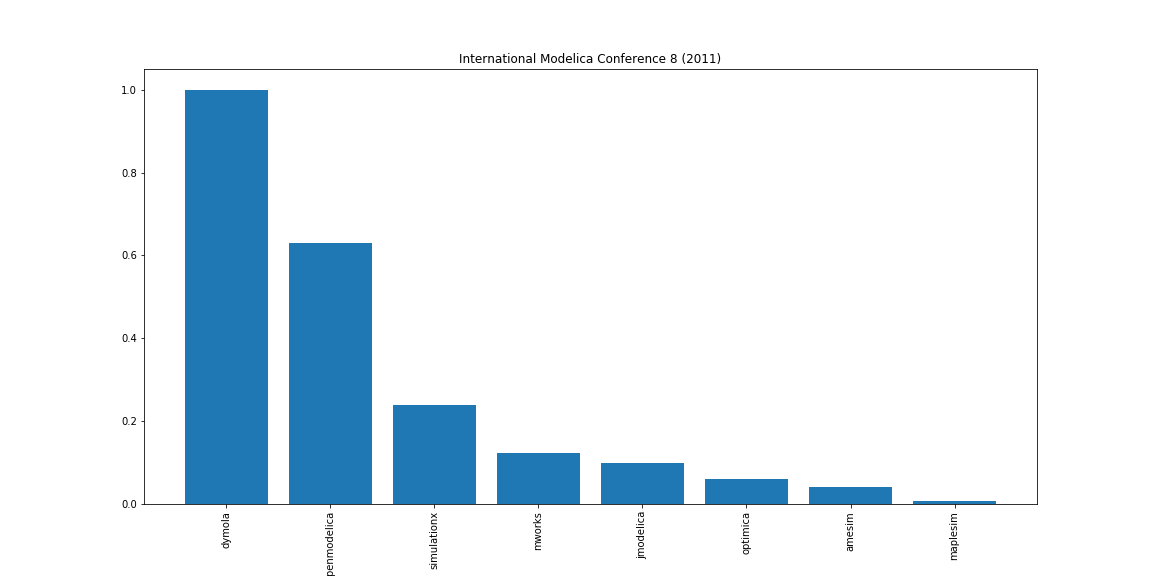 International Modelica Conference 8 (2011)
1.0
0.8
0.6
0.4
0.2
0.0
dymola
penmodelica
simulationx
mworks
jmodelica
optimica
amesim
maplesim